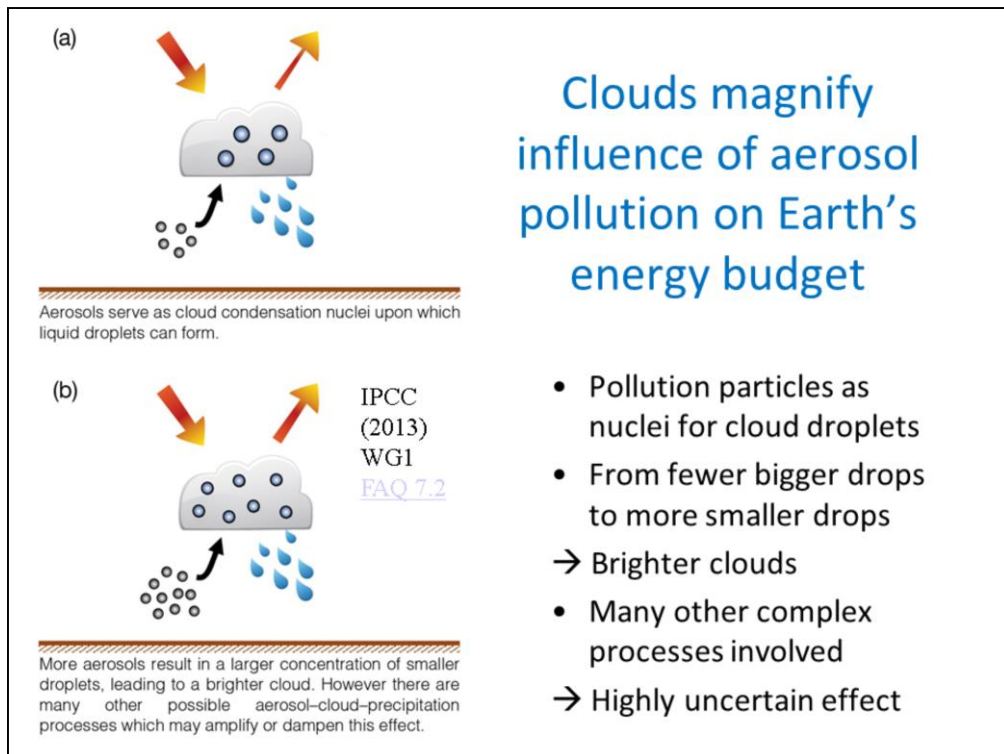 (a)
Aerosols serve as cloud condensation nuclei upon which
liquid droplets can form.
(b)
IPCC
(2013)
WG1
FAQ 7.2
More aerosols result in a larger concentration of smaller
droplets, leading to a brighter cloud. However there are
many other possible aerosol–cloud–precipitation
processes which may amplify or dampen this effect.
Clouds magnify
influence of aerosol
pollution on Earth’s
energy budget
• Pollution particles as
nuclei for cloud droplets
• From fewer bigger drops
to more smaller drops
→ Brighter clouds
• Many other complex
processes involved
→ Highly uncertain effect